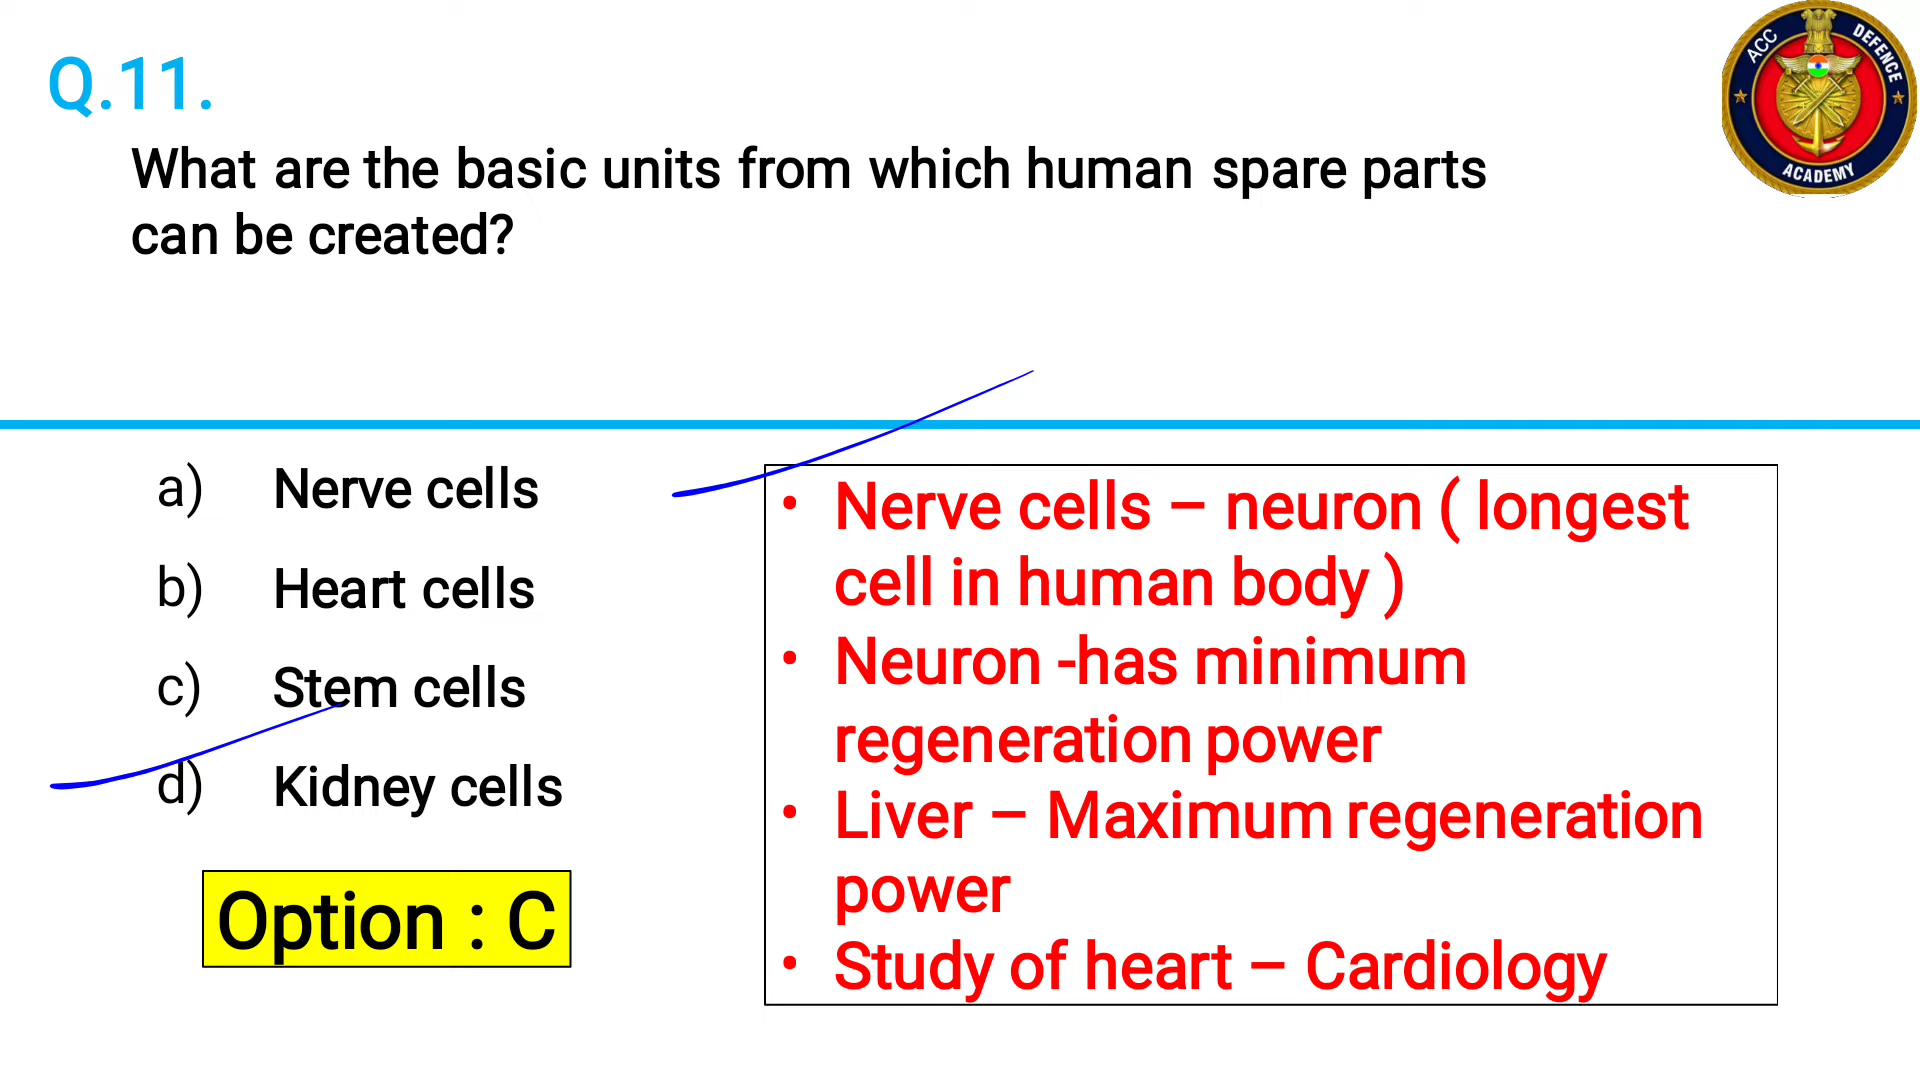 Q.11.
What are the basic units from which human spare parts
can be created?
ACC DEFENCE
ACADEMY
a) Nerve cells
b) Heart cells
c) Stem cells
d) Kidney cells
Option : C
• Nerve cells – neuron ( longest
cell in human body )
• Neuron -has minimum
regeneration power
• Liver – Maximum regeneration
power
• Study of heart – Cardiology